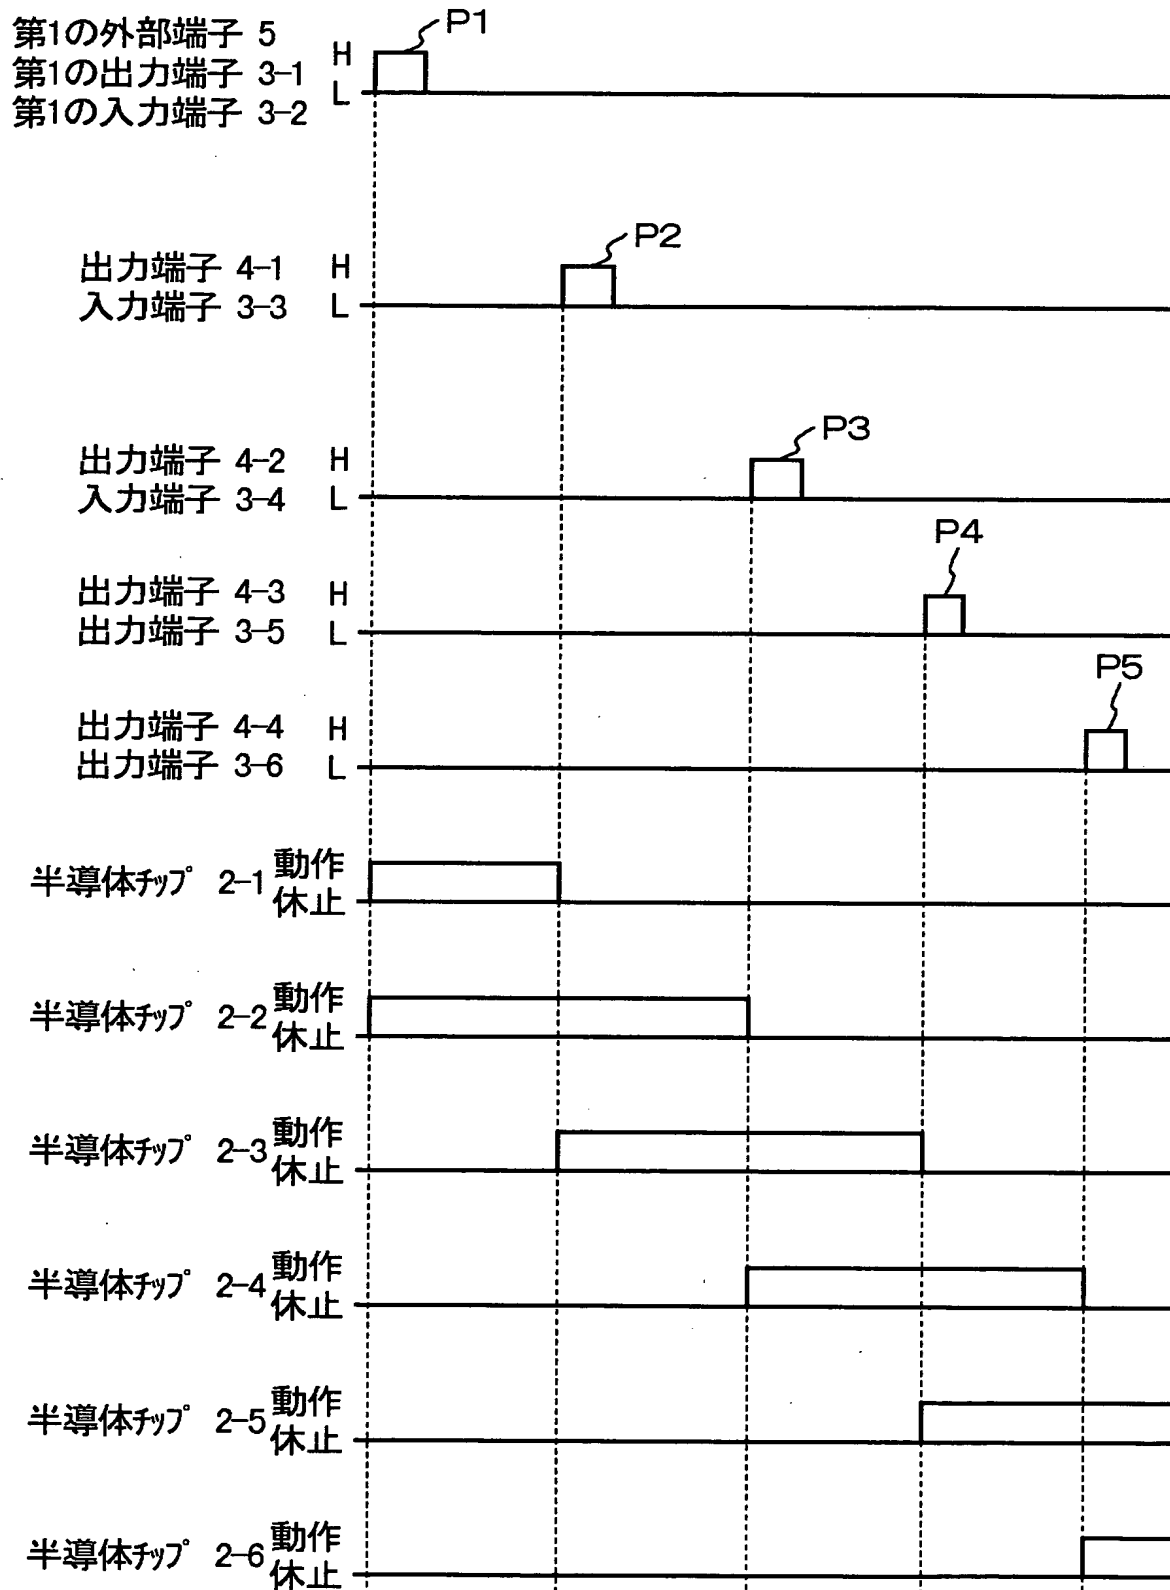 第1の外部端子 5
第1の出力端子 3-1
第1の入力端子 3-2
H
L
P1
出力端子 4-1 H
入力端子 3-3 L
P2
出力端子 4-2 H
入力端子 3-4 L
P3
出力端子 4-3 H
出力端子 3-5 L
P4
出力端子 4-4 H
出力端子 3-6 L
P5
半導体チップ 2-1
動作
休止
半導体チップ 2-2
動作
休止
半導体チップ 2-3
動作
休止
半導体チップ 2-4
動作
休止
半導体チップ 2-5
動作
休止
半導体チップ 2-6
動作
休止